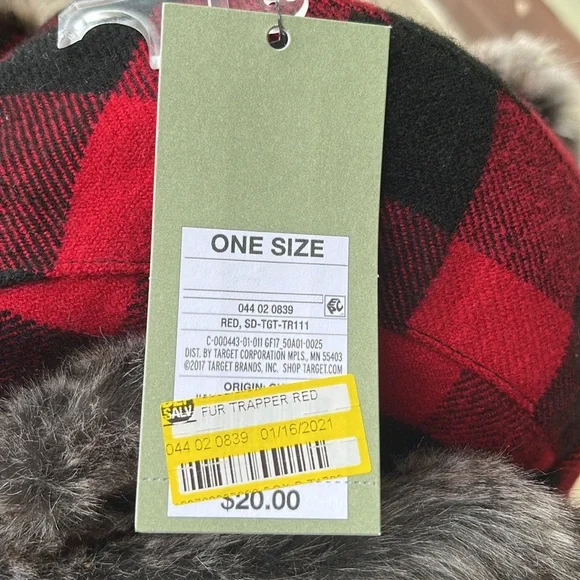 ONE SIZE
044 02 0839
RED, SD-TGT-TR111
C-000443-01-011 GF17_50A01-0025
DIST. BY TARGET CORPORATION MPLS., MN 55403
©2017 TARGET BRANDS, INC. SHOP TARGET.COM
ORIGIN:
SALV FUR TRAPPER RED
044 02 0839 01/16/2021
$20.00